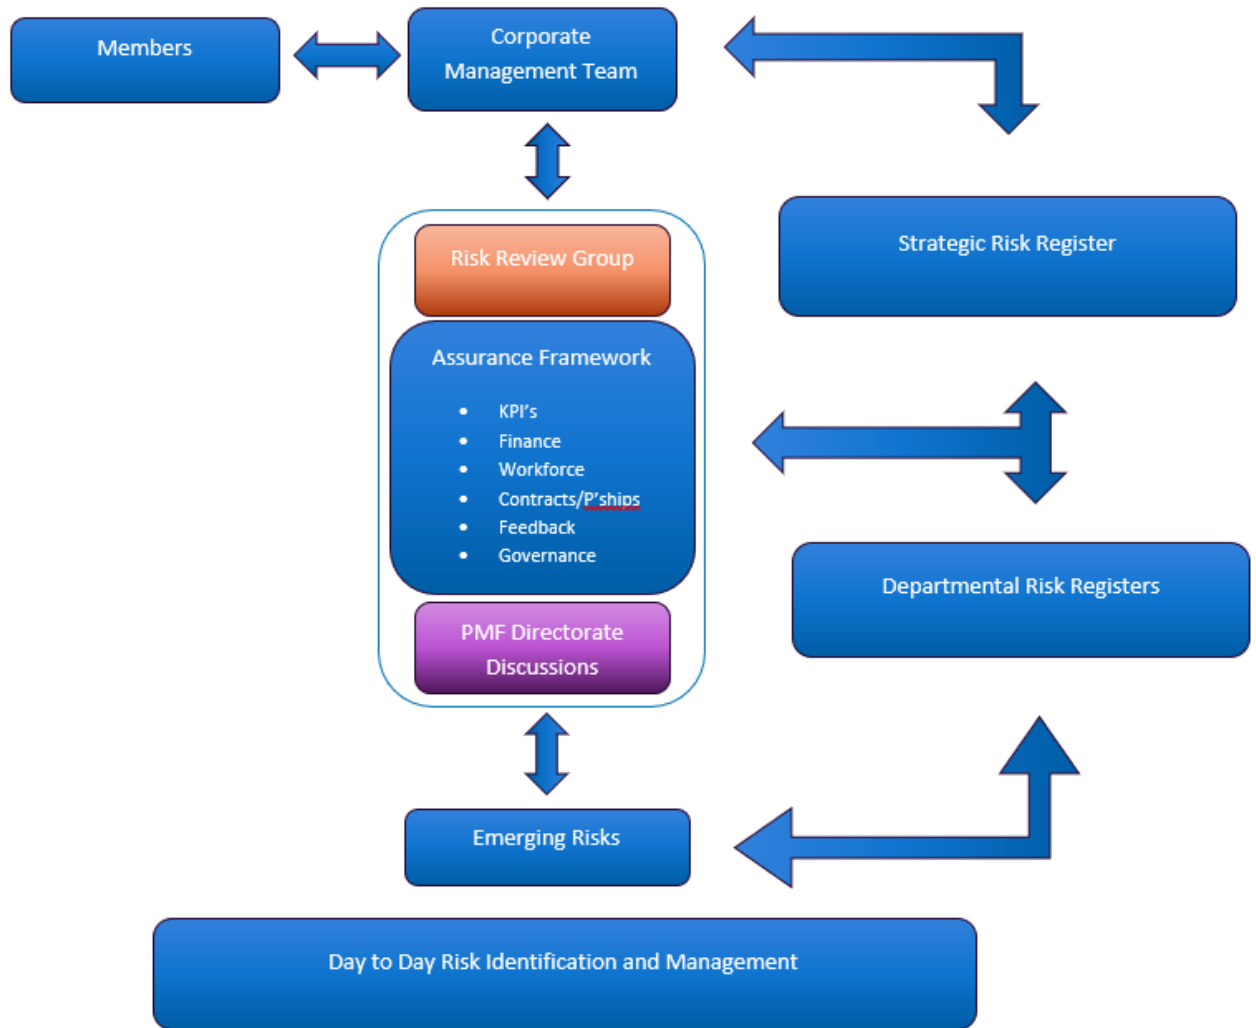 Members
Corporate
Management Team
Strategic Risk Register
Risk Review Group
Assurance Framework
• KPI's
• Finance
• Workforce
• Contracts/P'ships
• Feedback
• Governance
Departmental Risk Registers
PMF Directorate
Discussions
Emerging Risks
Day to Day Risk Identification and Management